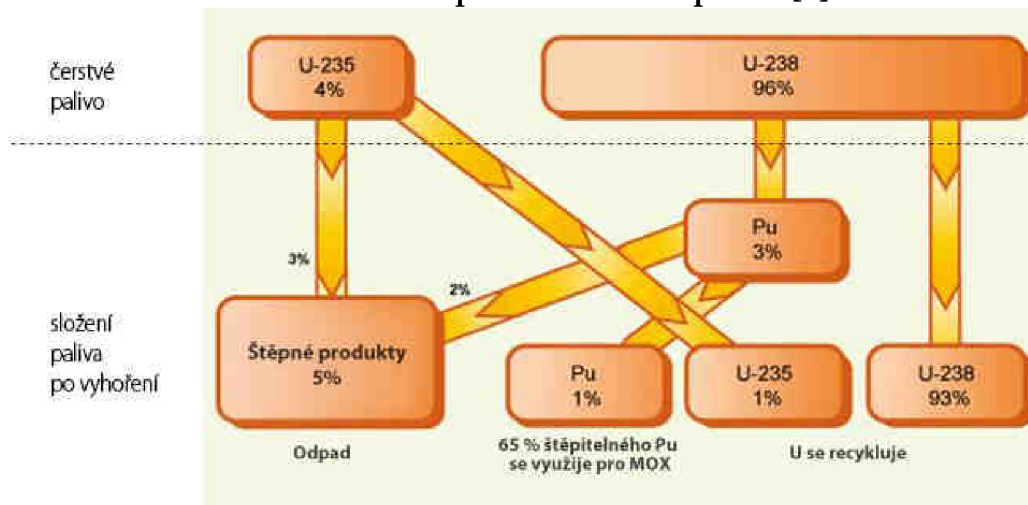 čerstvé
palivo
U-235
4%
U-238
96%
Pu
3%
3%
2%
složení
paliva
po vyhoření
Štěpné produkty
5%
Pu
1%
U-235
1%
U-238
93%
Odpad
65 % štěpitelného Pu
se využije pro MOX
U se recykluje